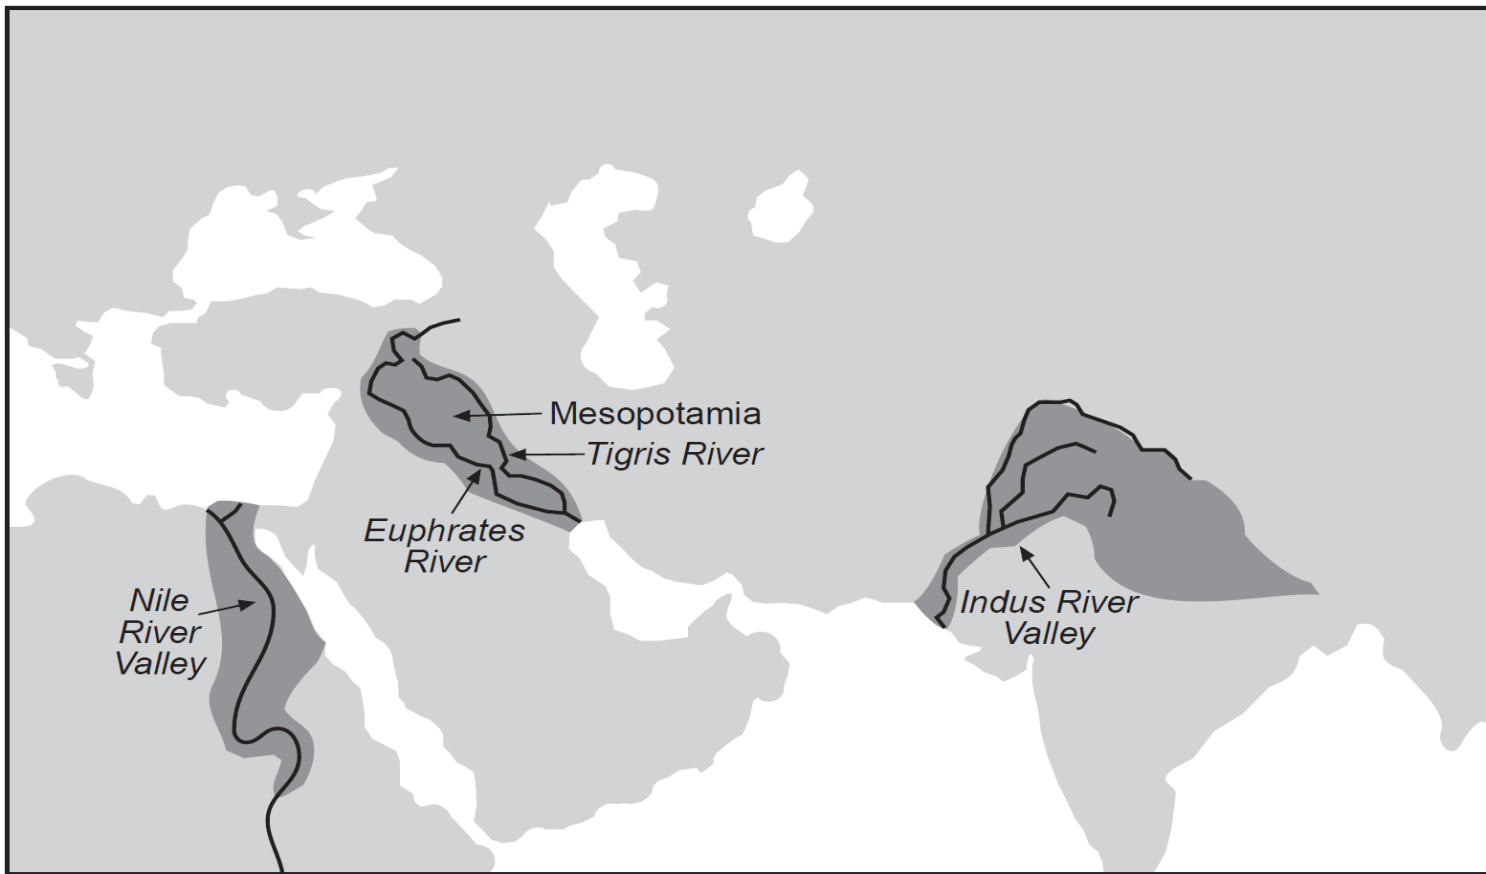 Mesopotamia
Tigris River
Euphrates
River
Nile
River
Valley
Indus River
Valley